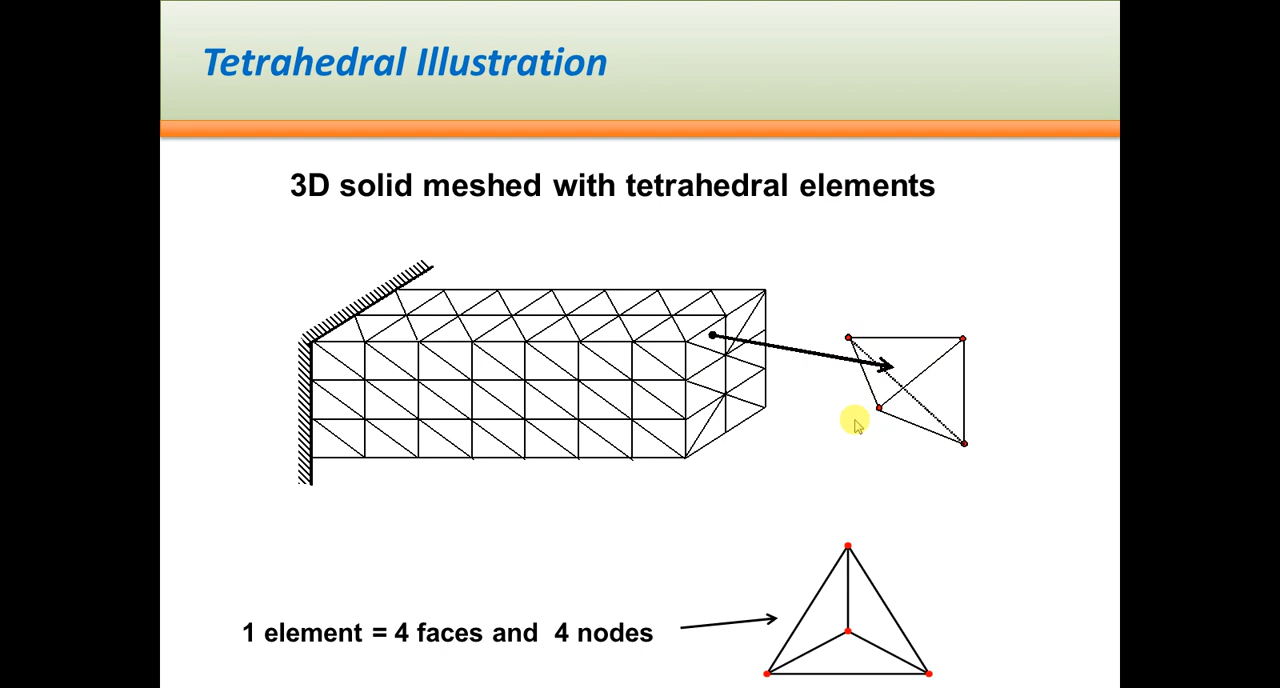 Tetrahedral Illustration
3D solid meshed with tetrahedral elements
1 element = 4 faces and 4 nodes